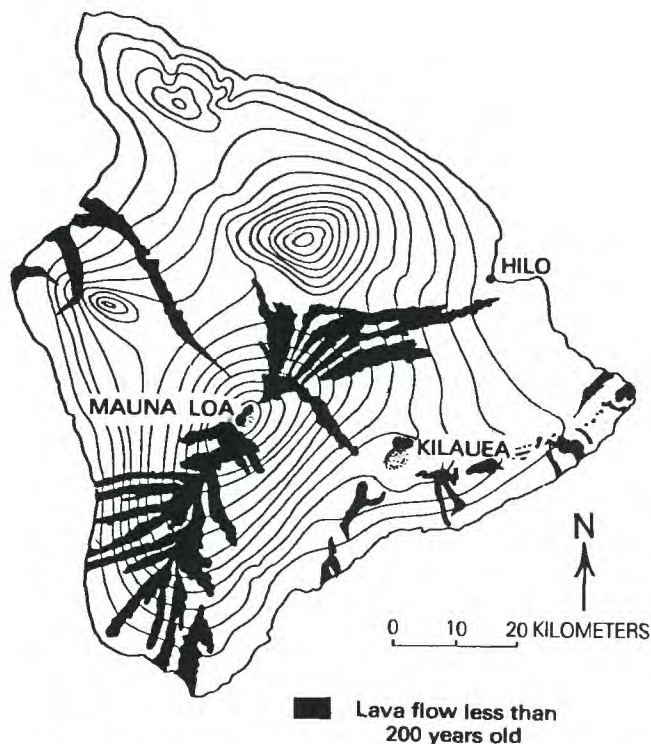 HILO
MAUNA LOA
KILAUEA
N
0 10 20 KILOMETERS
Lava flow less than
200 years old